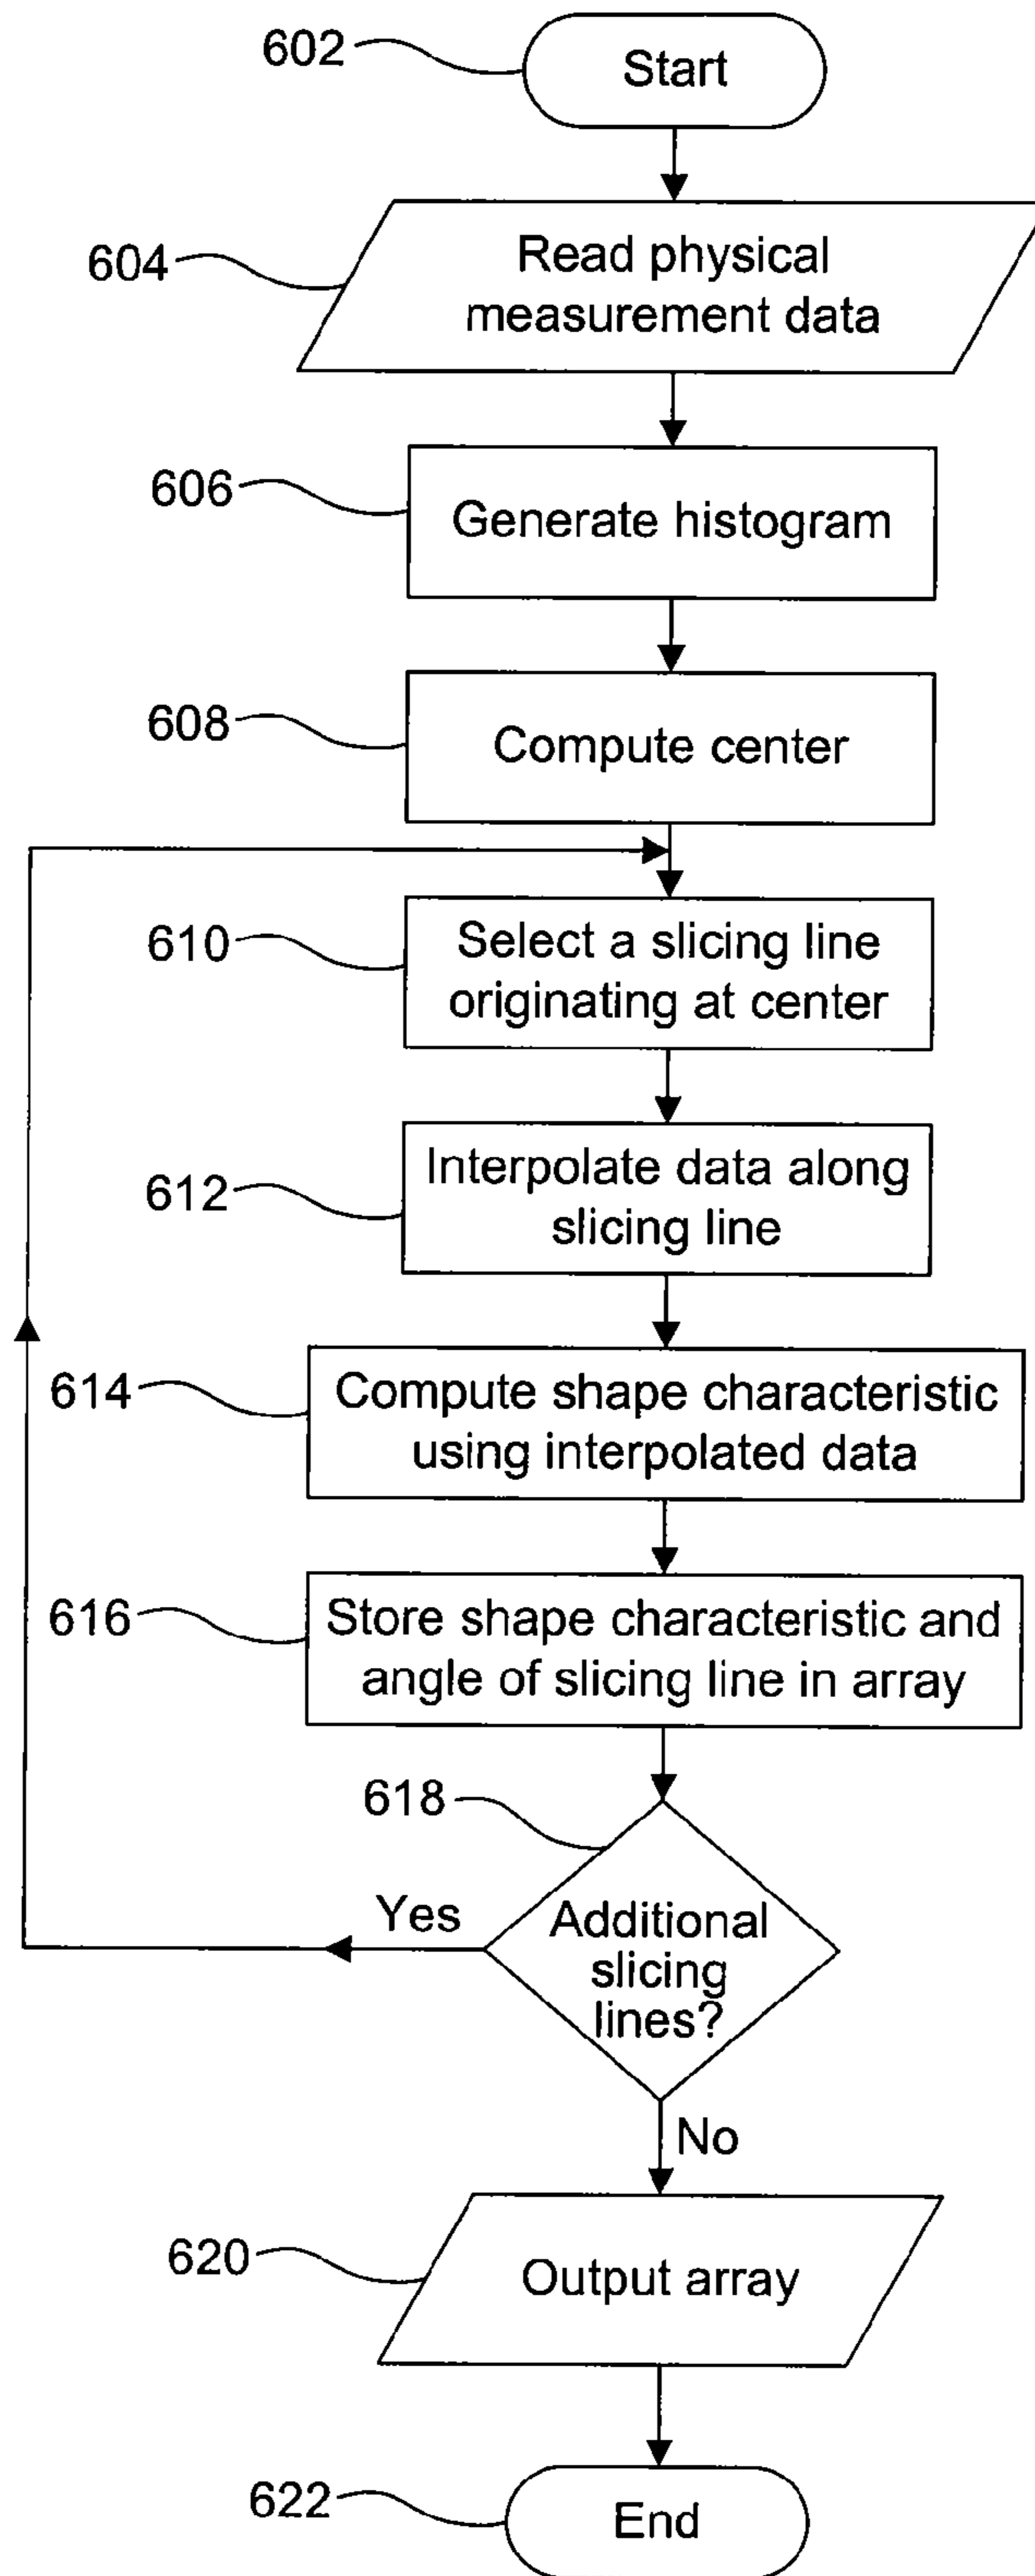 602
Start
604
Read physical
measurement data
606
Generate histogram
608
Compute center
610
Select a slicing line
originating at center
612
Interpolate data along
slicing line
614
Compute shape characteristic
using interpolated data
616
Store shape characteristic and
angle of slicing line in array
618
Additional
slicing
lines?
Yes
No
620
Output array
622
End